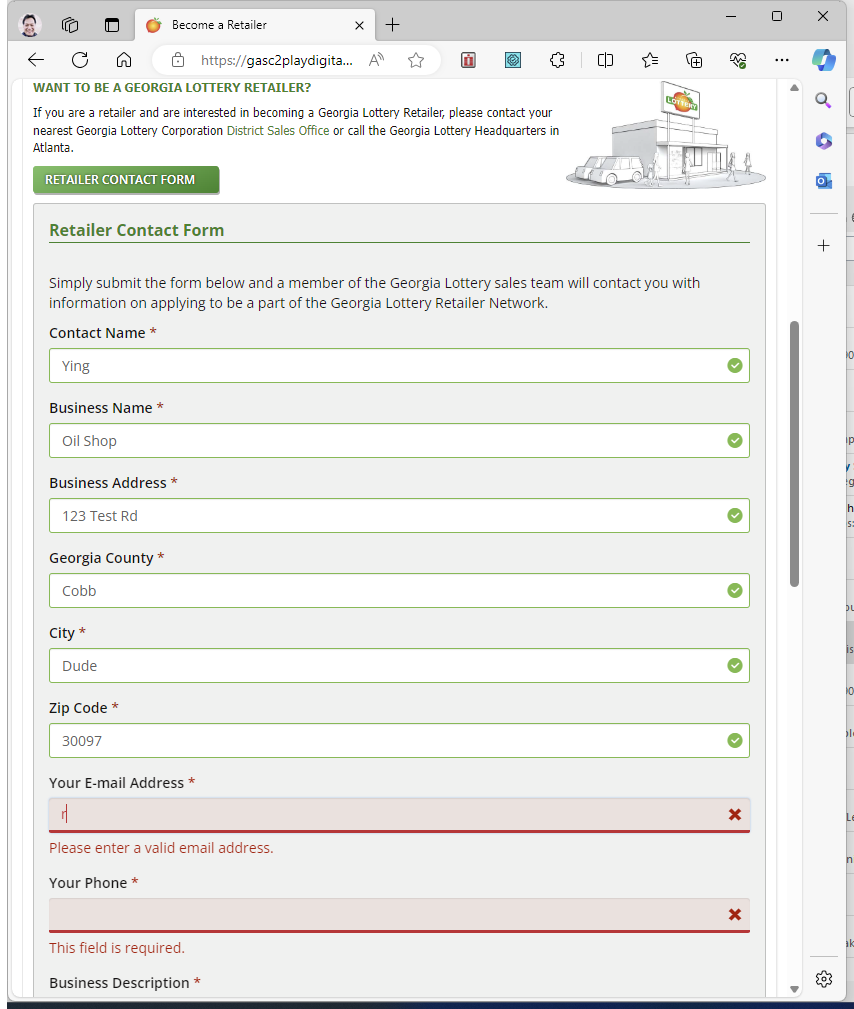 Become a Retailer
https://gasc2playdigita...
WANT TO BE A GEORGIA LOTTERY RETAILER?
If you are a retailer and are interested in becoming a Georgia Lottery Retailer, please contact your
nearest Georgia Lottery Corporation District Sales Office or call the Georgia Lottery Headquarters in
Atlanta.
LOTTERY
RETAILER CONTACT FORM
Retailer Contact Form
Simply submit the form below and a member of the Georgia Lottery sales team will contact you with
information on applying to be a part of the Georgia Lottery Retailer Network.
Contact Name *
Ying
Business Name *
Oil Shop
Business Address *
123 Test Rd
Georgia County *
Cobb
City *
Dude
Zip Code *
30097
Your E-mail Address *
r
Please enter a valid email address.
Your Phone *
This field is required.
Business Description *